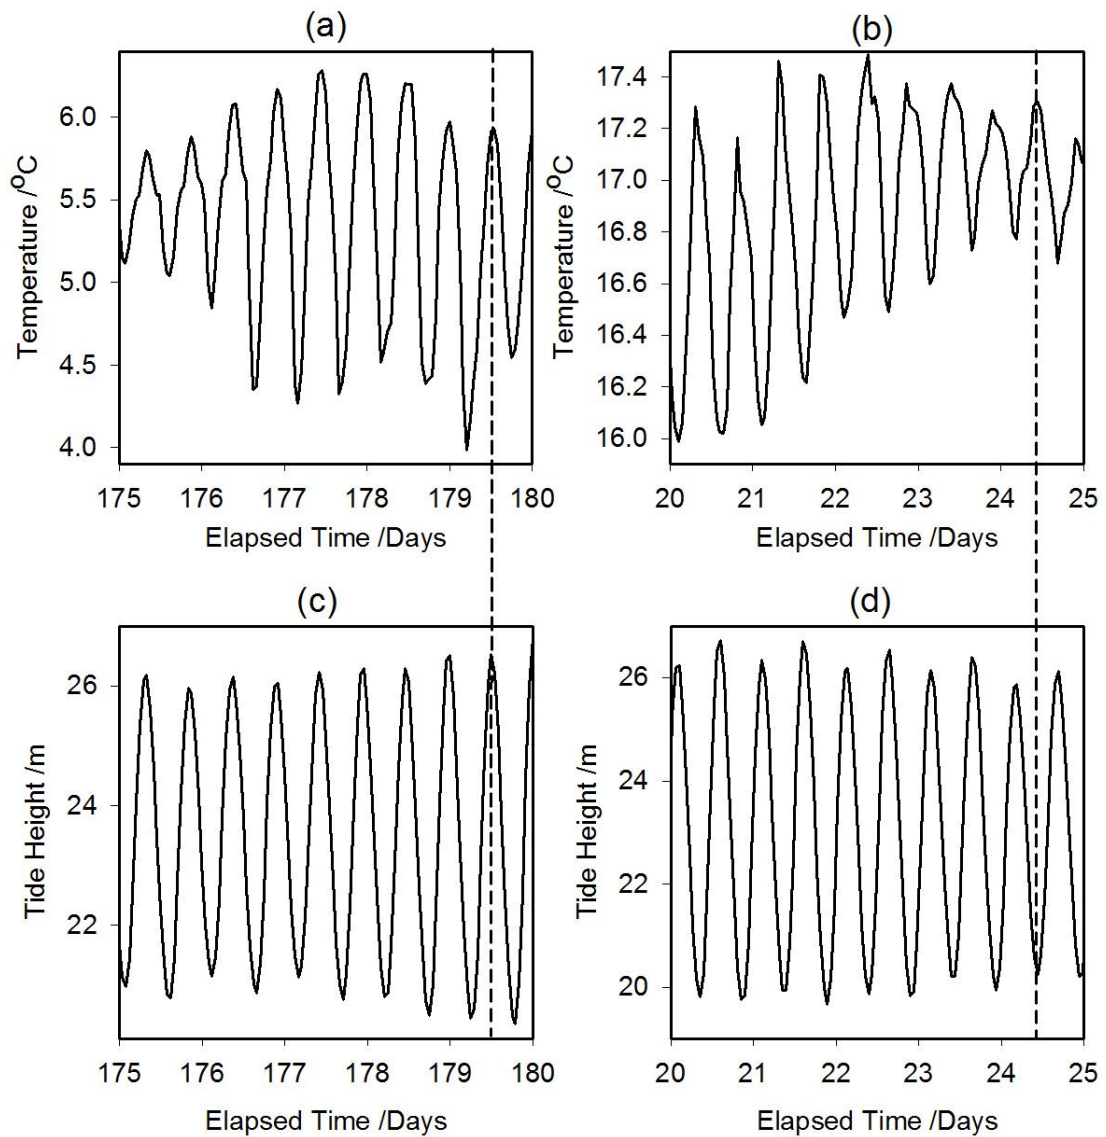 (a)
Temperature /°C
6.0
5.5
5.0
4.5
4.0
175 176 177 178 179 180
Elapsed Time /Days
(b)
Temperature /°C
17.4
17.2
17.0
16.8
16.6
16.4
16.2
16.0
20 21 22 23 24 25
Elapsed Time /Days
(c)
Tide Height /m
26
24
22
175 176 177 178 179 180
Elapsed Time /Days
(d)
Tide Height /m
26
24
22
20
20 21 22 23 24 25
Elapsed Time /Days